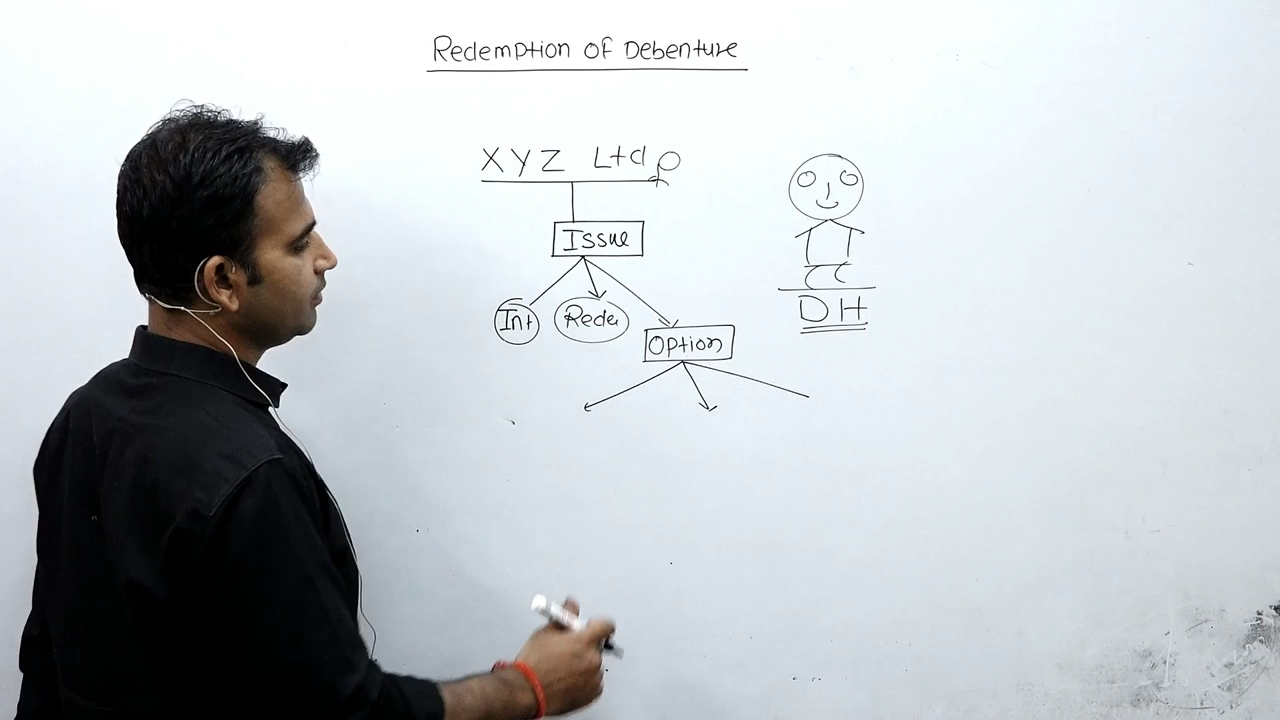 Redemption of Debenture
XYZ Ltd
Issue
Int
Rede
Option
DH